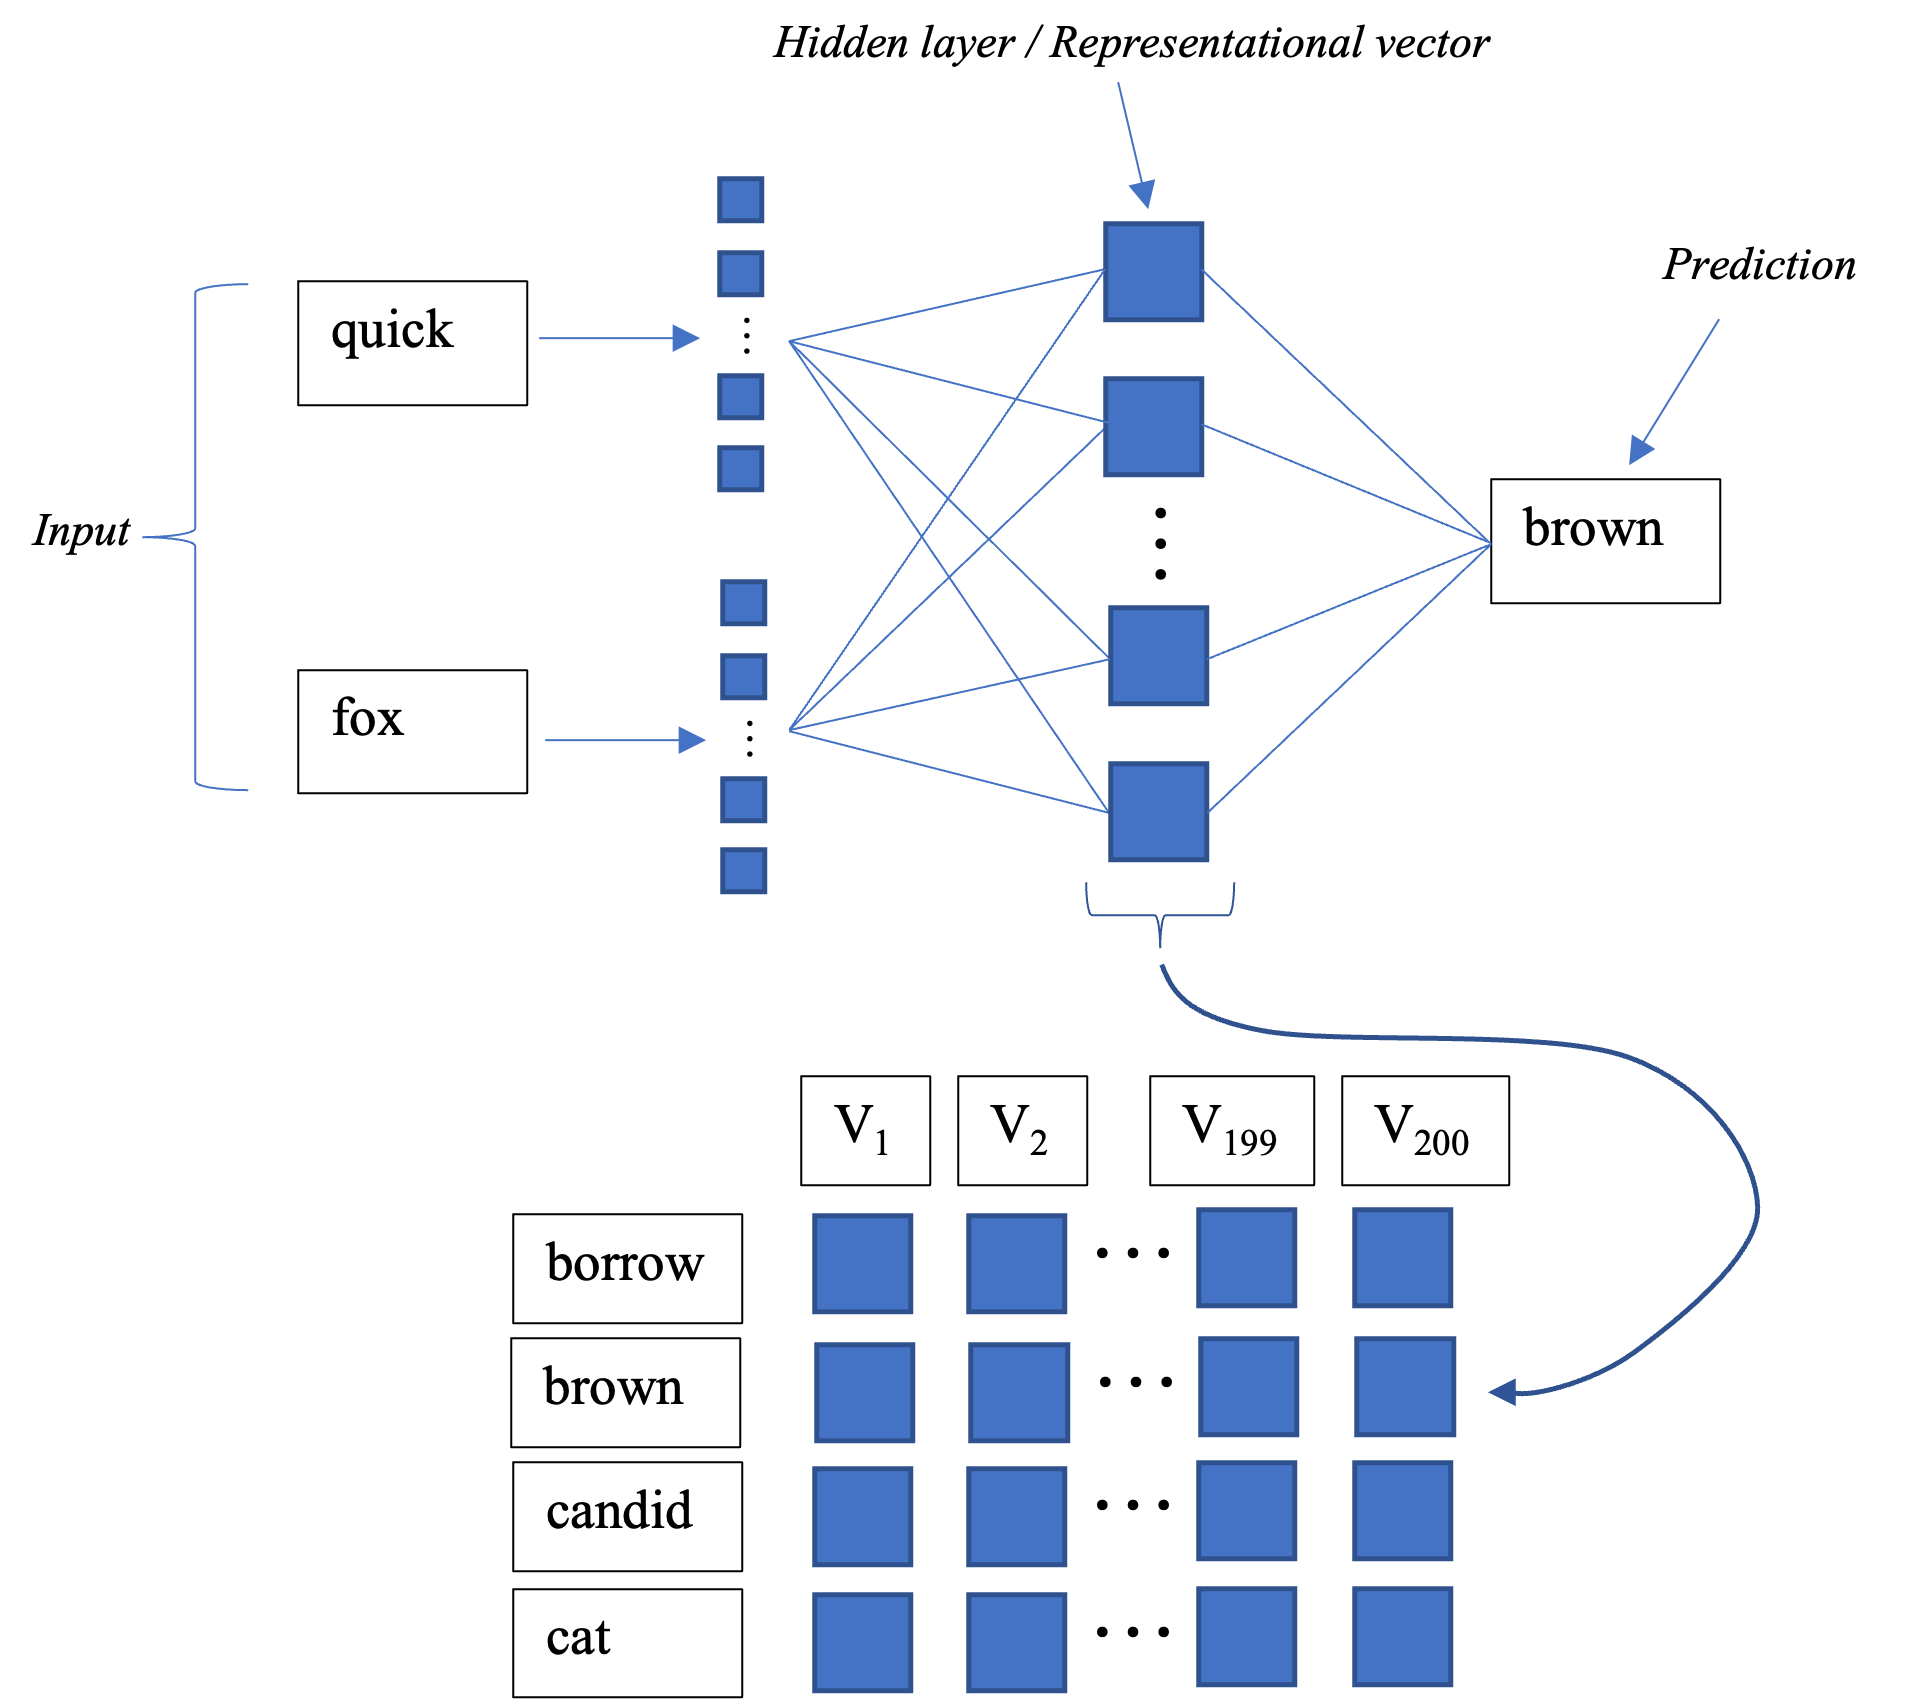 Hidden layer / Representational vector
Prediction
quick
Input
brown
fox
V1 V2 V199 V200
borrow
brown
candid
cat